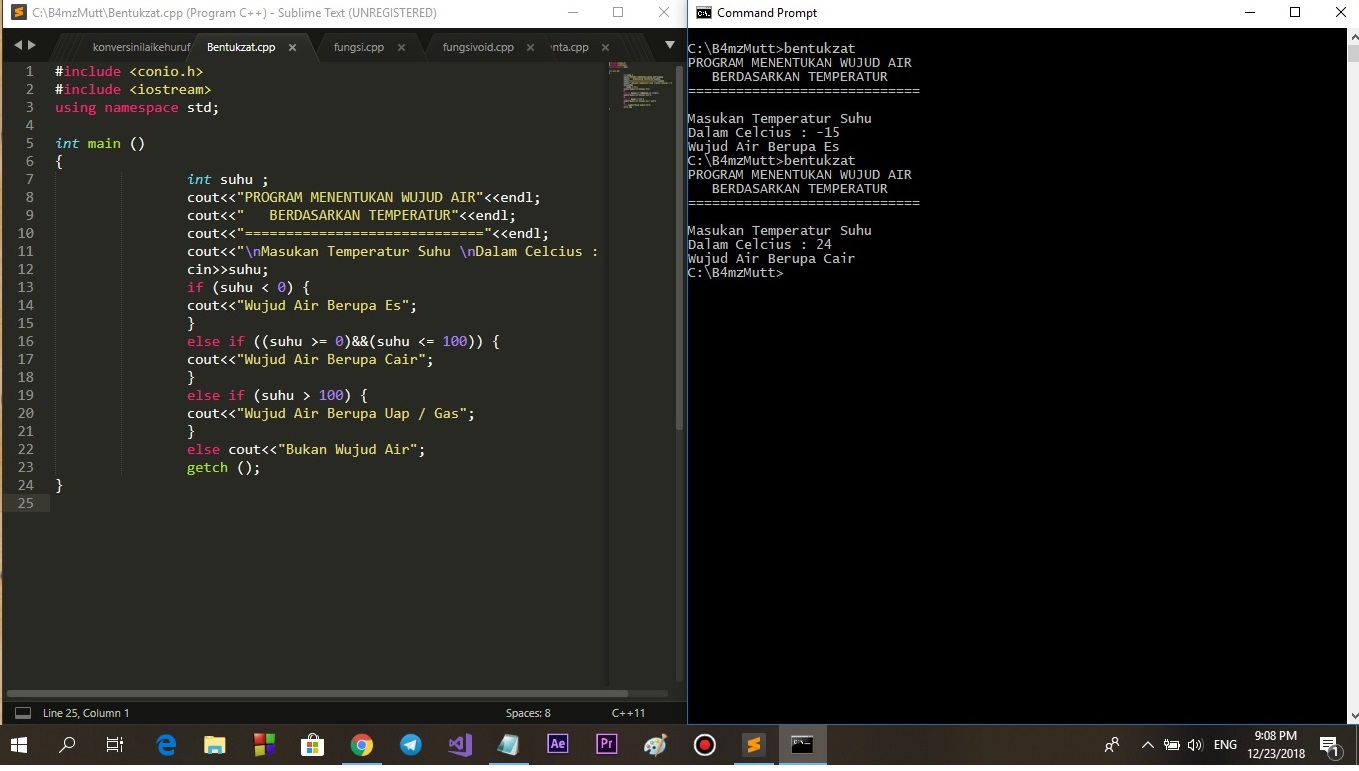 C:\B4mzMutt\Bentukzat.cpp (Program C++) - Sublime Text (UNREGISTERED)
konversinilaikehuruf Bentukzat.cpp fungsi.cpp fungsivoid.cpp nta.cpp
1 #include <conio.h>
2 #include <iostream>
3 using namespace std;
4
5 int main ()
6 {
7 int suhu ;
8 cout<<"PROGRAM MENENTUKAN WUJUD AIR"<<endl;
9 cout<<"   BERDASARKAN TEMPERATUR"<<endl;
10 cout<<"============================="<<endl;
11 cout<<"\nMasukan Temperatur Suhu \nDalam Celcius :
12 cin>>suhu;
13 if (suhu < 0) {
14 cout<<"Wujud Air Berupa Es";
15 }
16 else if ((suhu >= 0)&&(suhu <= 100)) {
17 cout<<"Wujud Air Berupa Cair";
18 }
19 else if (suhu > 100) {
20 cout<<"Wujud Air Berupa Uap / Gas";
21 }
22 else cout<<"Bukan Wujud Air";
23 getch ();
24 }
25
Line 25, Column 1 Spaces: 8 C++11
Command Prompt
C:\B4mzMutt>bentukzat
PROGRAM MENENTUKAN WUJUD AIR
   BERDASARKAN TEMPERATUR
=============================
Masukan Temperatur Suhu
Dalam Celcius : -15
Wujud Air Berupa Es
C:\B4mzMutt>bentukzat
PROGRAM MENENTUKAN WUJUD AIR
   BERDASARKAN TEMPERATUR
=============================
Masukan Temperatur Suhu
Dalam Celcius : 24
Wujud Air Berupa Cair
C:\B4mzMutt>
Ae Pr
ENG
9:08 PM
12/23/2018
1